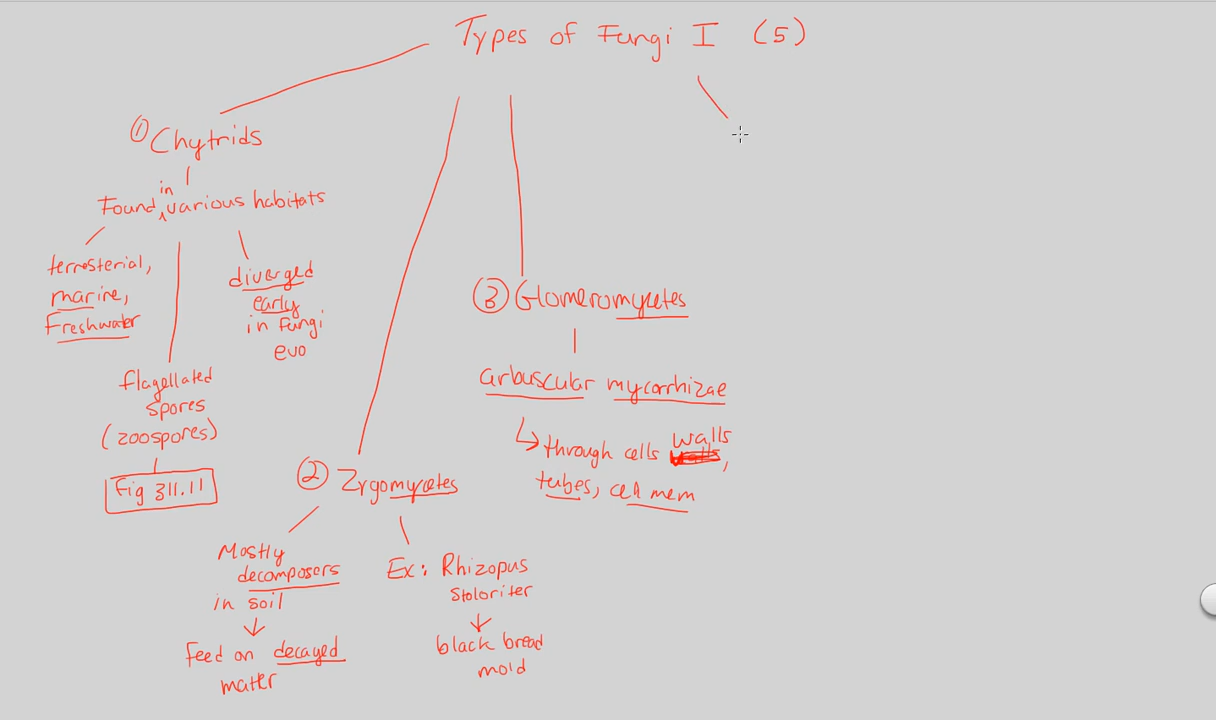 Types of Fungi I (5)
① Chytrids
in
Found, various habitats
terresterial,
marine,
Freshwater
diverged
early
in fungi
evo
flagellated
spores
(zoospores)
Fig 311.11
② Zygomycetes
Mostly
decomposers
in soil
feed on decayed
mater
Ex: Rhizopus
Stoloriter
black bread
mold
③ Glomeromycetes
arbuscular mycorrhizae
through cells walls,
tubes, cell mem